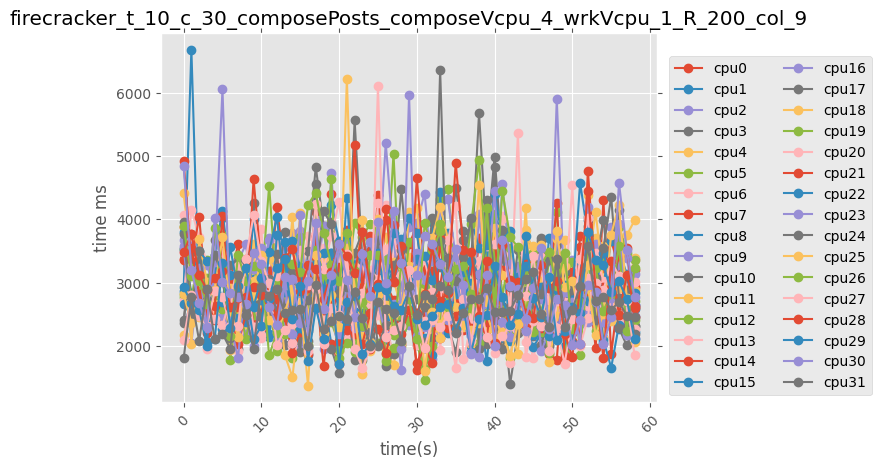 firecracker_t_10_c_30_composePosts_composeVcpu_4_wrkVcpu_1_R_200_col_9
time ms
6000
5000
4000
3000
2000
0
10
20
30
40
50
60
time(s)
cpu0
cpu1
cpu2
cpu3
cpu4
cpu5
cpu6
cpu7
cpu8
cpu9
cpu10
cpu11
cpu12
cpu13
cpu14
cpu15
cpu16
cpu17
cpu18
cpu19
cpu20
cpu21
cpu22
cpu23
cpu24
cpu25
cpu26
cpu27
cpu28
cpu29
cpu30
cpu31